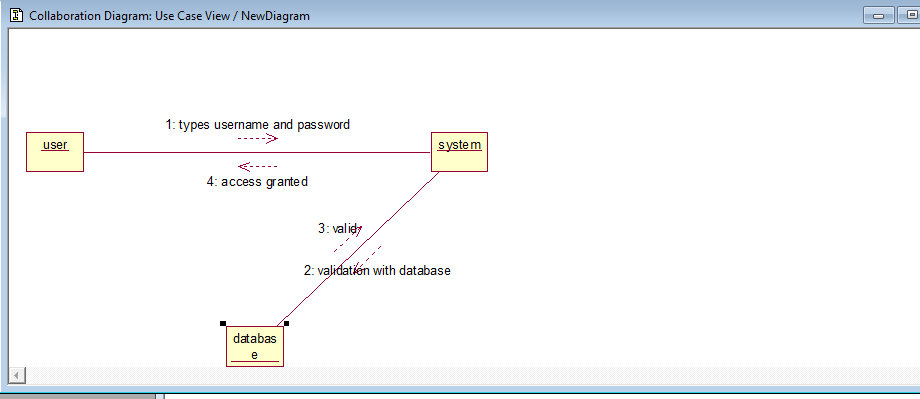 Collaboration Diagram: Use Case View / NewDiagram
1: types username and password
user
system
4: access granted
3: valid
2: validation with database
databas
e